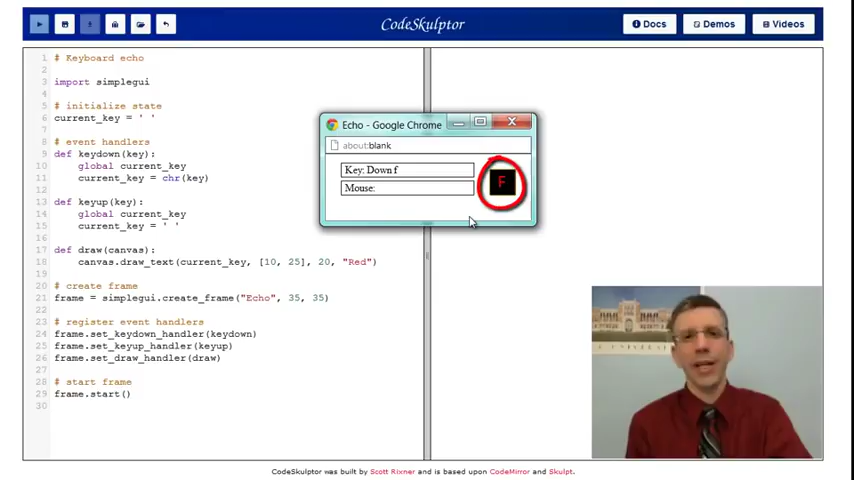 CodeSkulptor
Docs
Demos
Videos
1 # Keyboard echo
2
3 import simplegui
4
5 # initialize state
6 current_key = ' '
7
8 # event handlers
9 def keydown(key):
10 global current_key
11 current_key = chr(key)
12
13 def keyup(key):
14 global current_key
15 current_key = ' '
16
17 def draw(canvas):
18 canvas.draw_text(current_key, [10, 25], 20, "Red")
19
20 # create frame
21 frame = simplegui.create_frame("Echo", 35, 35)
22
23 # register event handlers
24 frame.set_keydown_handler(keydown)
25 frame.set_keyup_handler(keyup)
26 frame.set_draw_handler(draw)
27
28 # start frame
29 frame.start()
30
Echo - Google Chrome
about:blank
Key: Down f
Mouse:
F
CodeSkulptor was built by Scott Rixner and is based upon CodeMirror and Skulpt.